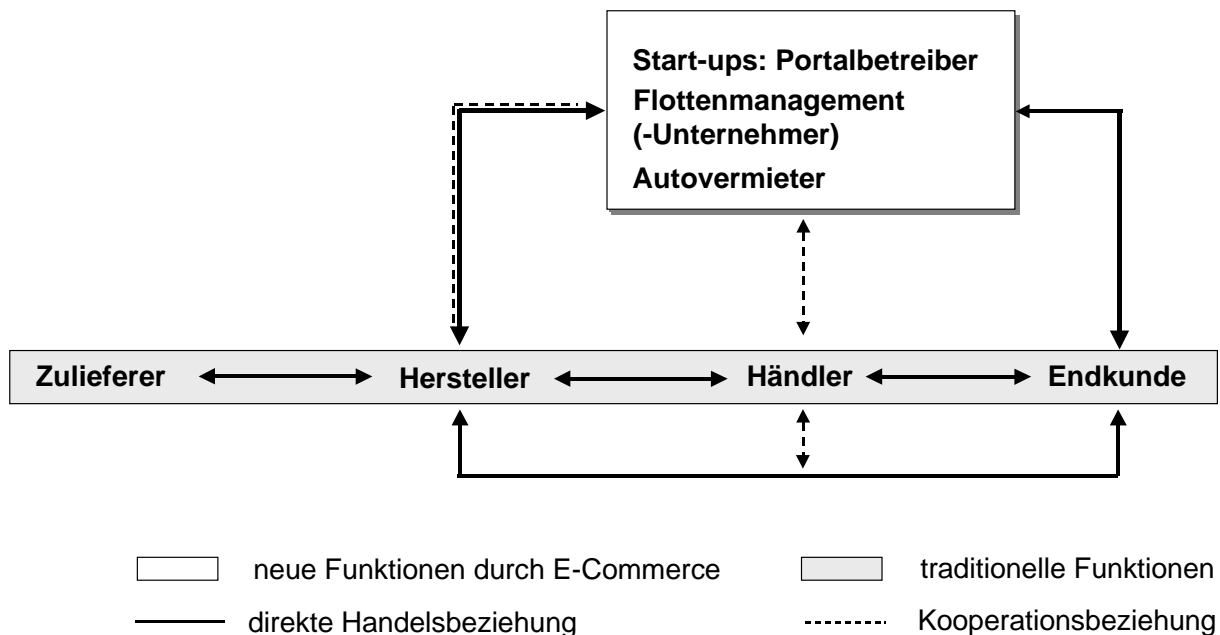 Start-ups: Portalbetreiber
Flottenmanagement
(-Unternehmer)
Autovermieter
Zulieferer Hersteller Händler Endkunde
neue Funktionen durch E-Commerce traditionelle Funktionen
direkte Handelsbeziehung Kooperationsbeziehung